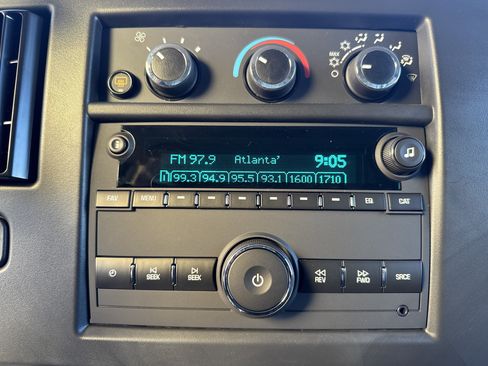 MAX
FM 97.9 Atlanta' 9:05
1 99.3 94.9 95.5 93.1 1600 1710
FAV MENU EQ CAT
SEEK SEEK REV FWD SRCE